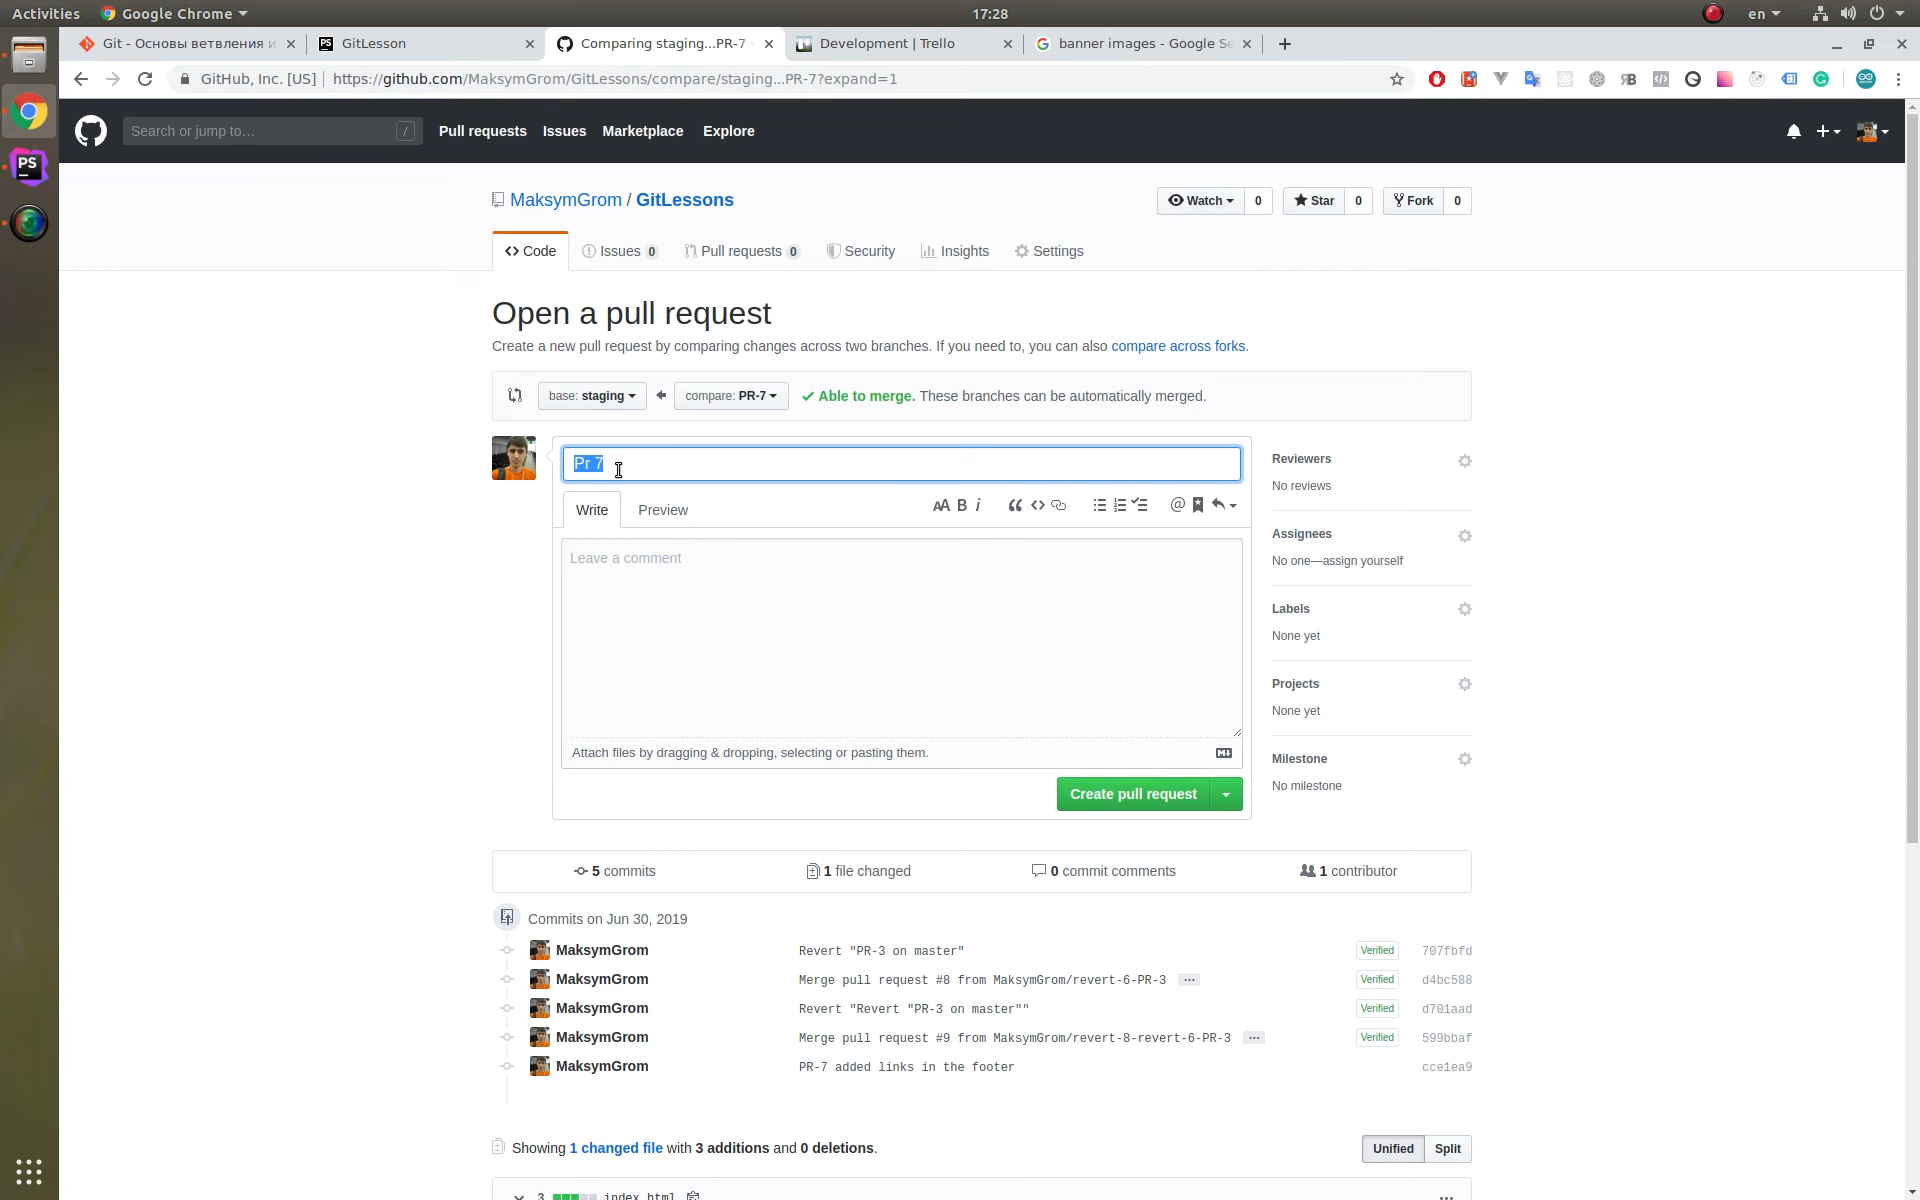 Activities Google Chrome 17:28 en
Git - Основы ветвления и GitLesson Comparing staging...PR-7 Development | Trello banner images - Google Se
GitHub, Inc. [US] | https://github.com/MaksymGrom/GitLessons/compare/staging...PR-7?expand=1
Search or jump to... / Pull requests Issues Marketplace Explore
MaksymGrom / GitLessons Watch 0 Star 0 Fork 0
Code Issues 0 Pull requests 0 Security Insights Settings
Open a pull request
Create a new pull request by comparing changes across two branches. If you need to, you can also compare across forks.
base: staging compare: PR-7 Able to merge. These branches can be automatically merged.
Pr 7
Write Preview AA B i @
Leave a comment
Attach files by dragging & dropping, selecting or pasting them.
Create pull request
Reviewers
No reviews
Assignees
No one—assign yourself
Labels
None yet
Projects
None yet
Milestone
No milestone
5 commits 1 file changed 0 commit comments 1 contributor
Commits on Jun 30, 2019
MaksymGrom Revert "PR-3 on master" Verified 707fbfd
MaksymGrom Merge pull request #8 from MaksymGrom/revert-6-PR-3 ... Verified d4bc588
MaksymGrom Revert "Revert "PR-3 on master"" Verified d701aad
MaksymGrom Merge pull request #9 from MaksymGrom/revert-8-revert-6-PR-3 ... Verified 599bbaf
MaksymGrom PR-7 added links in the footer cce1ea9
Showing 1 changed file with 3 additions and 0 deletions. Unified Split
3 index.html ...